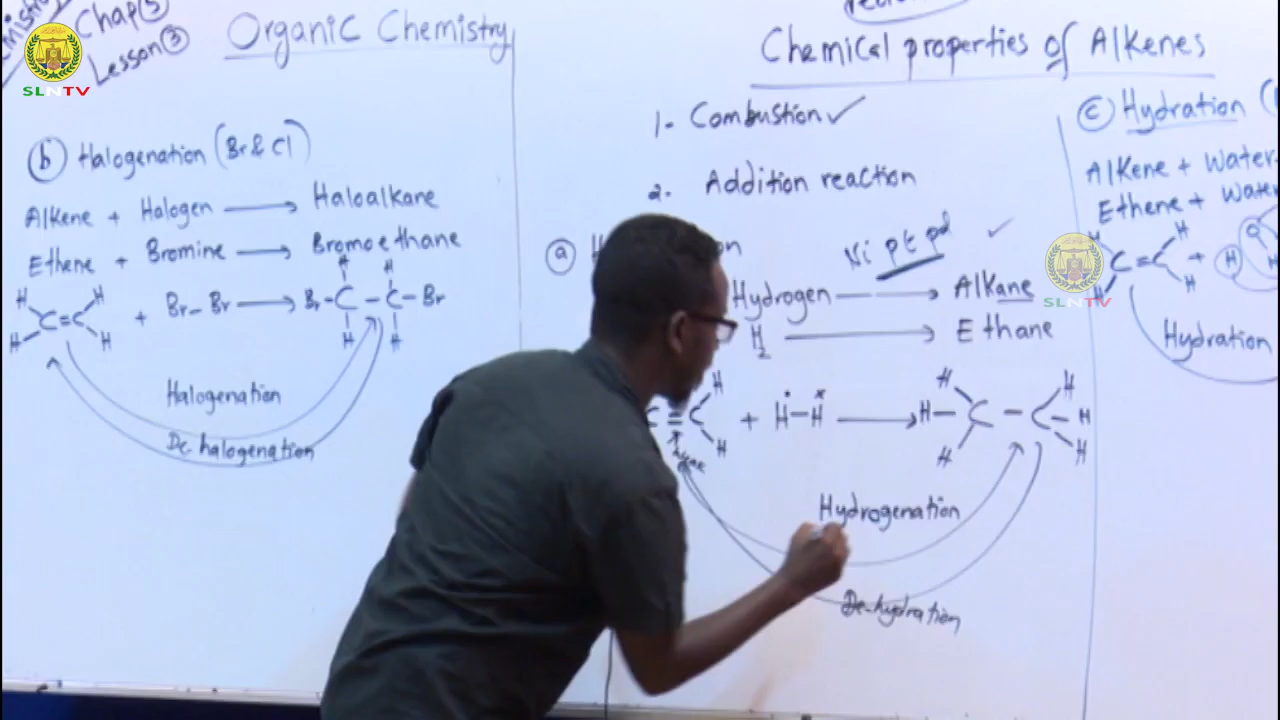 Chap 5
Lesson 3
Organic Chemistry
SLNTV
b Halogenation (Br & Cl)
Alkene + Halogen → Haloalkane
Ethene + Bromine → Bromoethane
H H H H
C=C + Br-Br → Br-C-C-Br
H H H H
Halogenation
De halogenation
Chemical properties of Alkenes
1- Combustion ✓
2- Addition reaction
a
Ni pt pd ✓
Hydrogen → Alkane
H2 → Ethane
C=C H + H-H → H-C-C-H
H H H H H
Hydrogenation
De-hydration
c Hydration (
Alkene + Water
Ethene + Water
H H
C=C + H O H
H H
SLNTV
Hydration